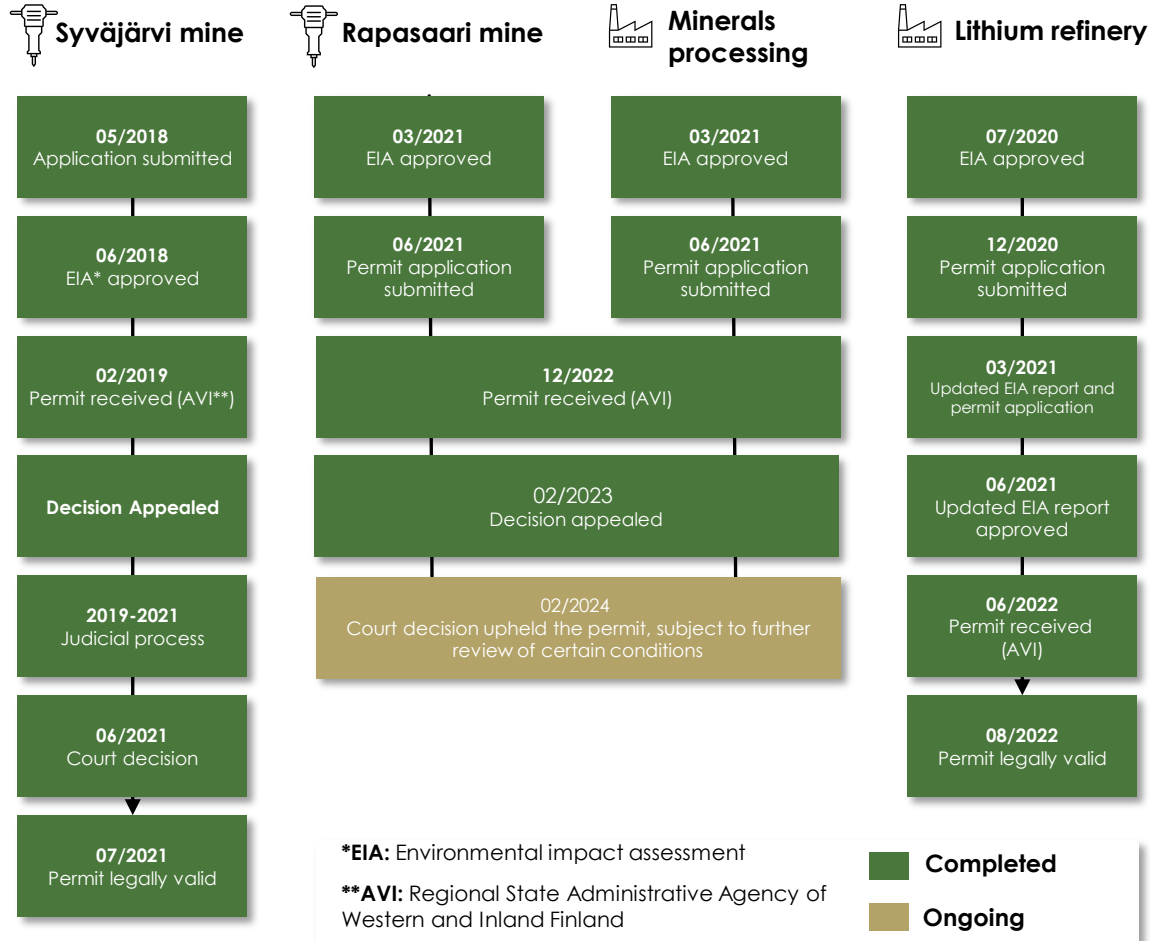 Syväjärvi mine
05/2018
Application submitted
06/2018
EIA* approved
02/2019
Permit received (AVI**)
Decision Appealed
2019-2021
Judicial process
06/2021
Court decision
07/2021
Permit legally valid
Rapasaari mine
03/2021
EIA approved
06/2021
Permit application
submitted
Minerals
processing
03/2021
EIA approved
06/2021
Permit application
submitted
12/2022
Permit received (AVI)
02/2023
Decision appealed
02/2024
Court decision upheld the permit, subject to further
review of certain conditions
Lithium refinery
07/2020
EIA approved
12/2020
Permit application
submitted
03/2021
Updated EIA report and
permit application
06/2021
Updated EIA report
approved
06/2022
Permit received
(AVI)
08/2022
Permit legally valid
*EIA: Environmental impact assessment
**AVI: Regional State Administrative Agency of
Western and Inland Finland
Completed
Ongoing